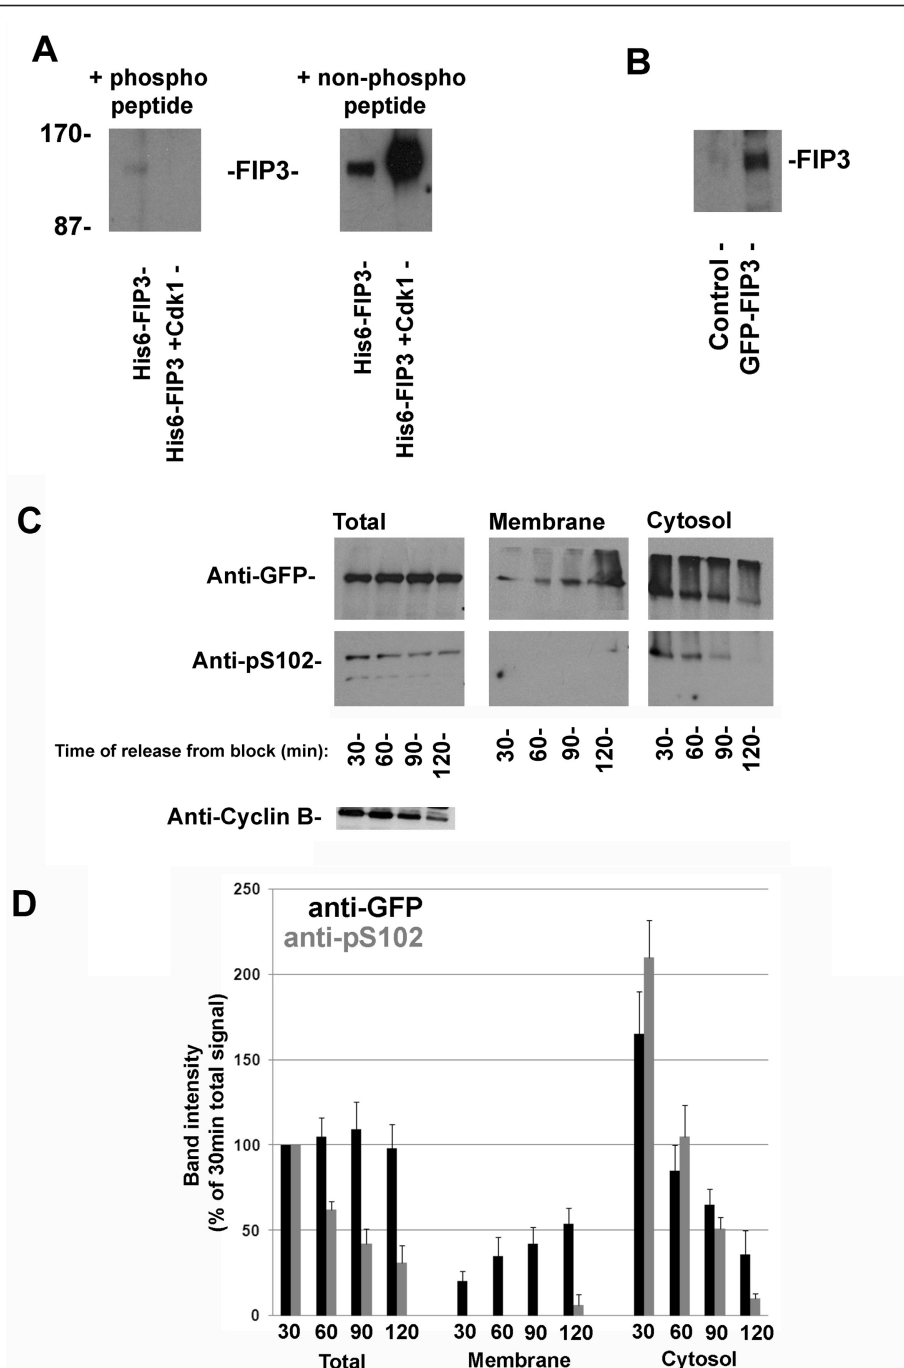 A
+ phospho
peptide
+ non-phospho
peptide
170-
87-
-FIP3-
His6-FIP3-
His6-FIP3 +Cdk1 -
His6-FIP3-
His6-FIP3 +Cdk1 -
B
-FIP3
Control -
GFP-FIP3 -
C
Total
Membrane
Cytosol
Anti-GFP-
Anti-pS102-
Time of release from block (min):
30- 60- 90- 120-
30- 60- 90- 120-
30- 60- 90- 120-
Anti-Cyclin B-
D
anti-GFP
anti-pS102
Band intensity
(% of 30min total signal)
250
200
150
100
50
0
30 60 90 120 30 60 90 120 30 60 90 120
Total Membrane Cytosol